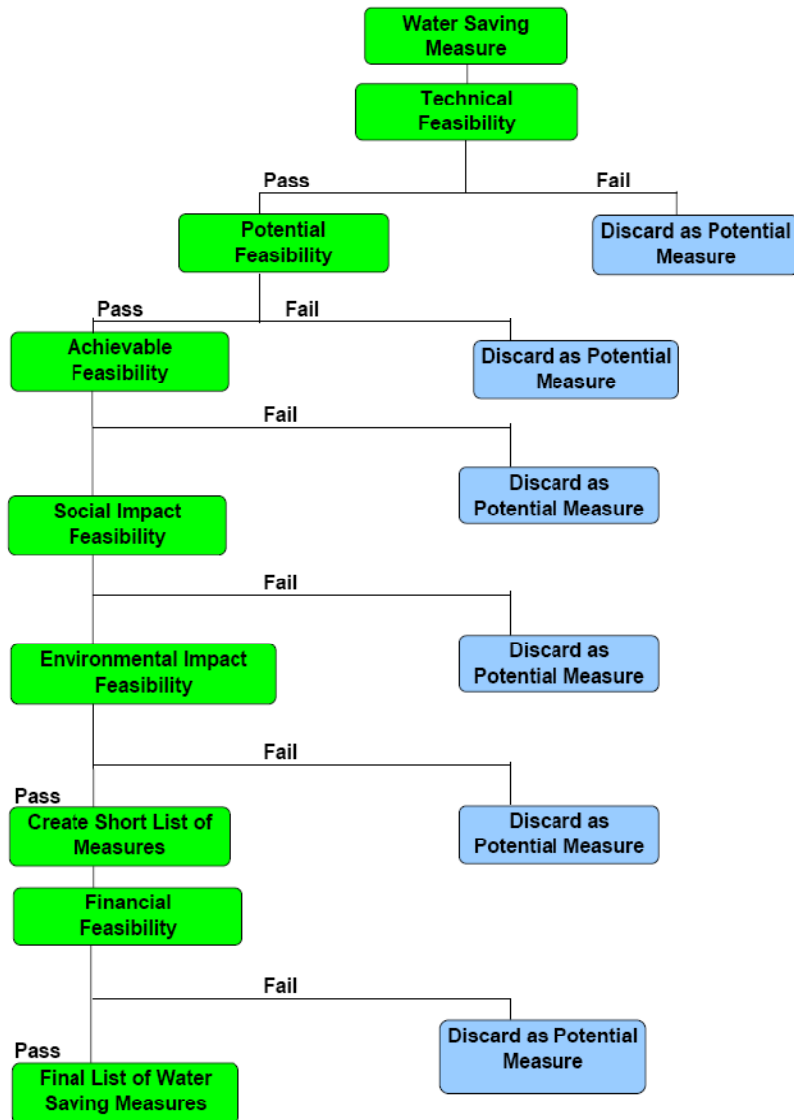 Water Saving
Measure
Technical
Feasibility
Pass
Fail
Potential
Feasibility
Discard as Potential
Measure
Pass
Fail
Achievable
Feasibility
Discard as Potential
Measure
Fail
Discard as
Potential Measure
Social Impact
Feasibility
Fail
Discard as
Potential Measure
Environmental Impact
Feasibility
Fail
Pass
Create Short List of
Measures
Discard as
Potential Measure
Financial
Feasibility
Fail
Discard as Potential
Measure
Pass
Final List of Water
Saving Measures